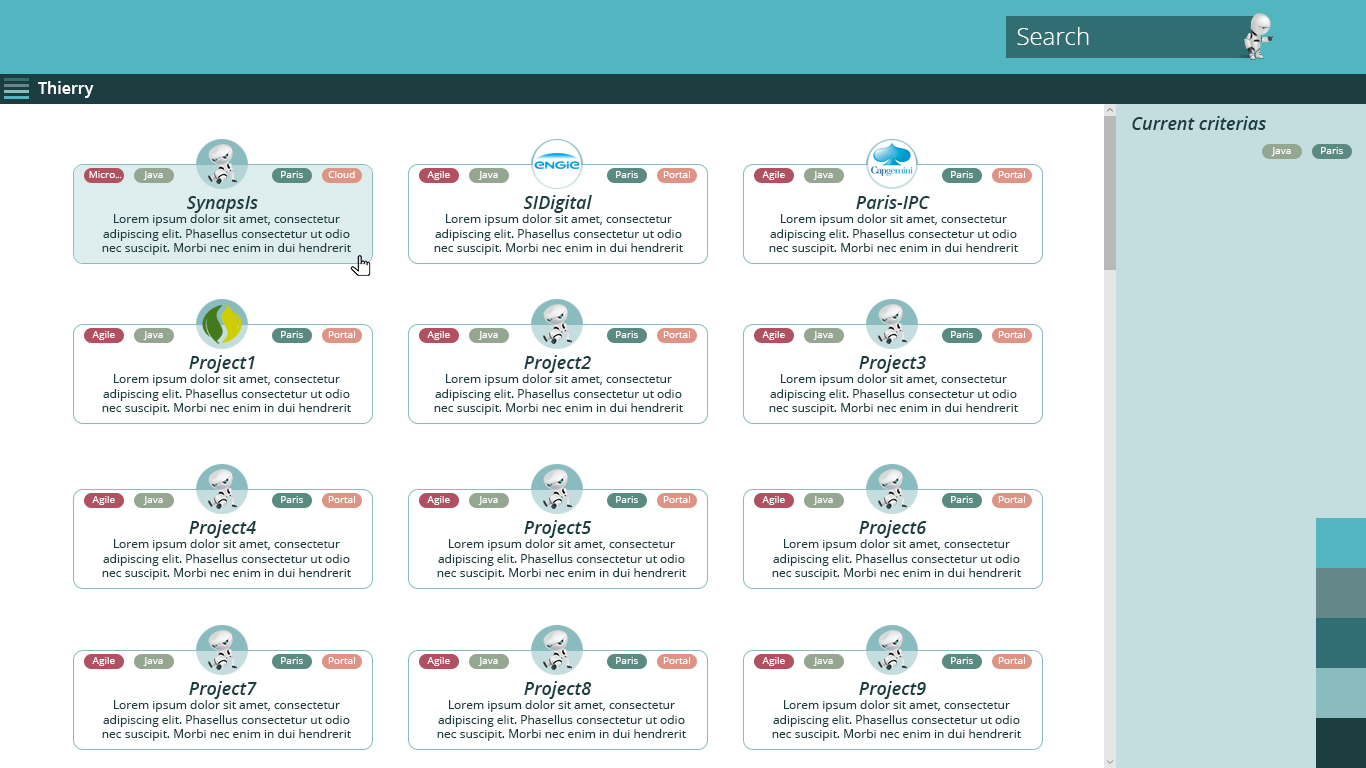 Search
Thierry
Current criterias
Java Paris
Micro... Java Paris Cloud
SynapsIs
Lorem ipsum dolor sit amet, consectetur
adipiscing elit. Phasellus consectetur ut odio
nec suscipit. Morbi nec enim in dui hendrerit
Agile Java ENGIE Paris Portal
SIDigital
Lorem ipsum dolor sit amet, consectetur
adipiscing elit. Phasellus consectetur ut odio
nec suscipit. Morbi nec enim in dui hendrerit
Agile Java Capgemini Paris Portal
Paris-IPC
Lorem ipsum dolor sit amet, consectetur
adipiscing elit. Phasellus consectetur ut odio
nec suscipit. Morbi nec enim in dui hendrerit
Agile Java Paris Portal
Project1
Lorem ipsum dolor sit amet, consectetur
adipiscing elit. Phasellus consectetur ut odio
nec suscipit. Morbi nec enim in dui hendrerit
Agile Java Paris Portal
Project2
Lorem ipsum dolor sit amet, consectetur
adipiscing elit. Phasellus consectetur ut odio
nec suscipit. Morbi nec enim in dui hendrerit
Agile Java Paris Portal
Project3
Lorem ipsum dolor sit amet, consectetur
adipiscing elit. Phasellus consectetur ut odio
nec suscipit. Morbi nec enim in dui hendrerit
Agile Java Paris Portal
Project4
Lorem ipsum dolor sit amet, consectetur
adipiscing elit. Phasellus consectetur ut odio
nec suscipit. Morbi nec enim in dui hendrerit
Agile Java Paris Portal
Project5
Lorem ipsum dolor sit amet, consectetur
adipiscing elit. Phasellus consectetur ut odio
nec suscipit. Morbi nec enim in dui hendrerit
Agile Java Paris Portal
Project6
Lorem ipsum dolor sit amet, consectetur
adipiscing elit. Phasellus consectetur ut odio
nec suscipit. Morbi nec enim in dui hendrerit
Agile Java Paris Portal
Project7
Lorem ipsum dolor sit amet, consectetur
adipiscing elit. Phasellus consectetur ut odio
nec suscipit. Morbi nec enim in dui hendrerit
Agile Java Paris Portal
Project8
Lorem ipsum dolor sit amet, consectetur
adipiscing elit. Phasellus consectetur ut odio
nec suscipit. Morbi nec enim in dui hendrerit
Agile Java Paris Portal
Project9
Lorem ipsum dolor sit amet, consectetur
adipiscing elit. Phasellus consectetur ut odio
nec suscipit. Morbi nec enim in dui hendrerit